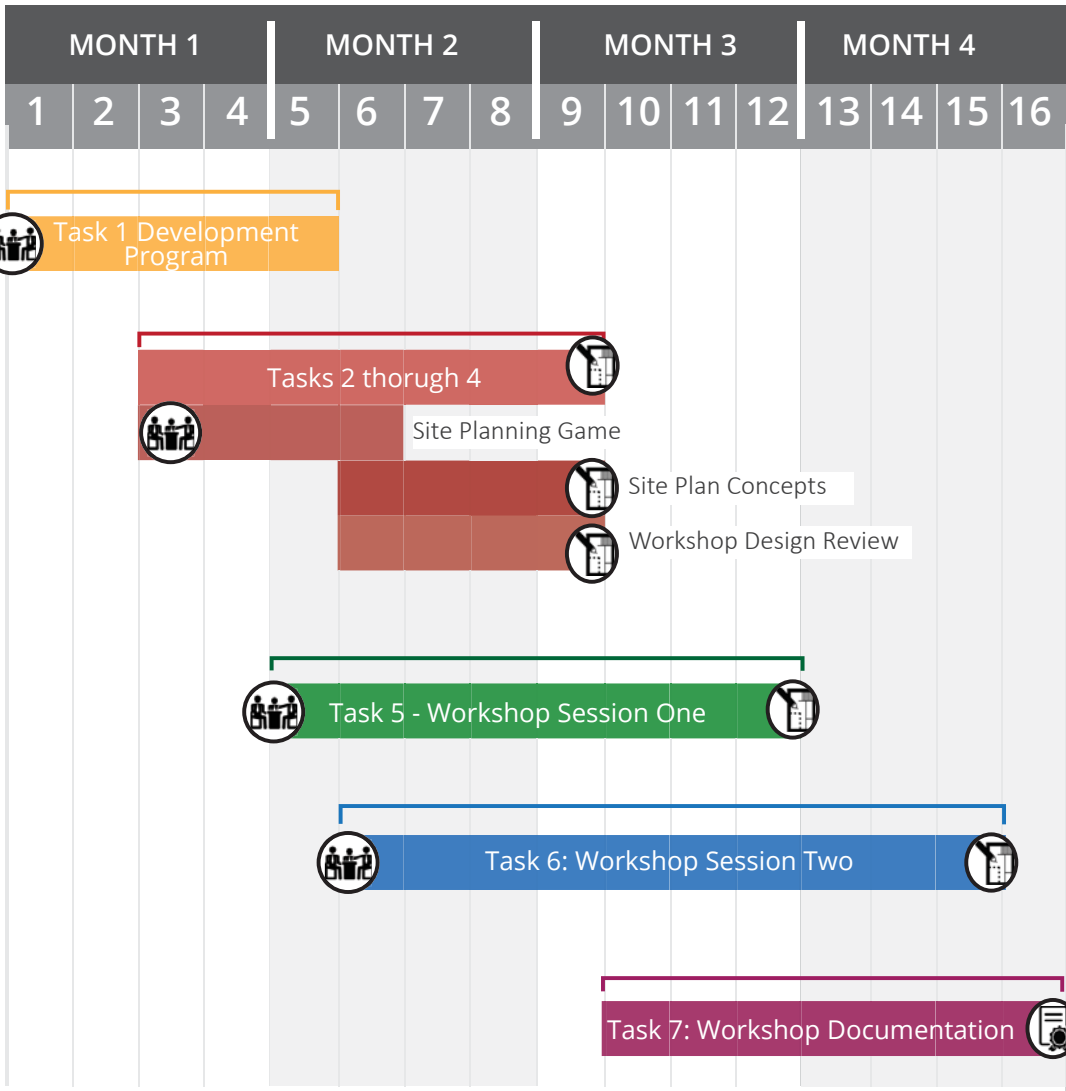 MONTH 1 MONTH 2 MONTH 3 MONTH 4
1 2 3 4 5 6 7 8 9 10 11 12 13 14 15 16
Task 1 Development
Program
Tasks 2 thorugh 4
Site Planning Game
Site Plan Concepts
Workshop Design Review
Task 5 - Workshop Session One
Task 6: Workshop Session Two
Task 7: Workshop Documentation